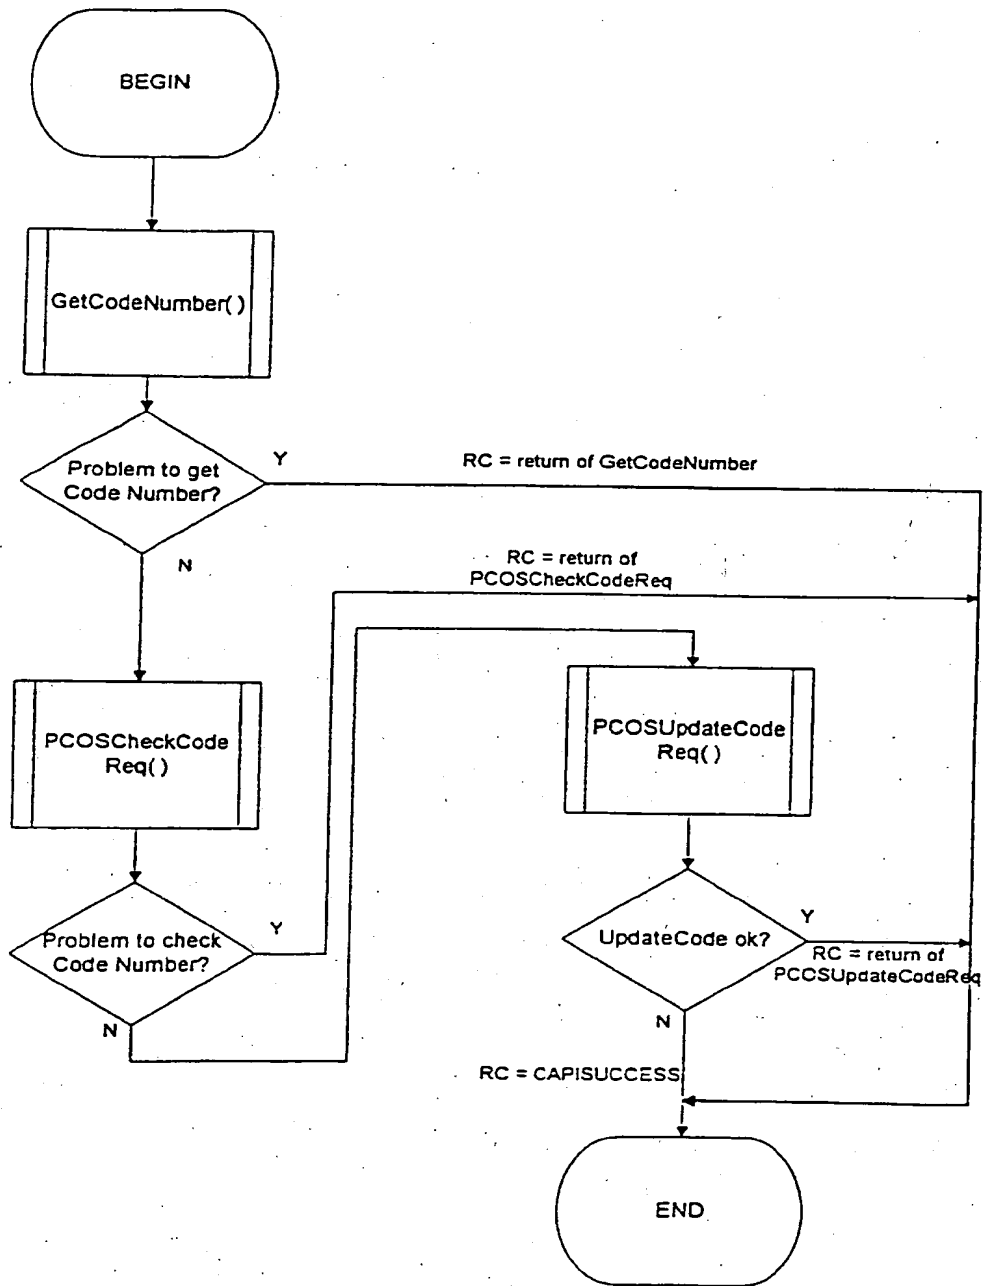 BEGIN
GetCodeNumber( )
Problem to get
Code Number?
Y
RC = return of GetCodeNumber
N
RC = return of
PCOSCheckCodeReq
PCOSCheckCode
Req( )
PCOSUpdateCode
Req( )
Problem to check
Code Number?
Y
N
UpdateCode ok?
Y
RC = return of
PCCSUpdateCodeReq
N
RC = CAPISUCCESS
END